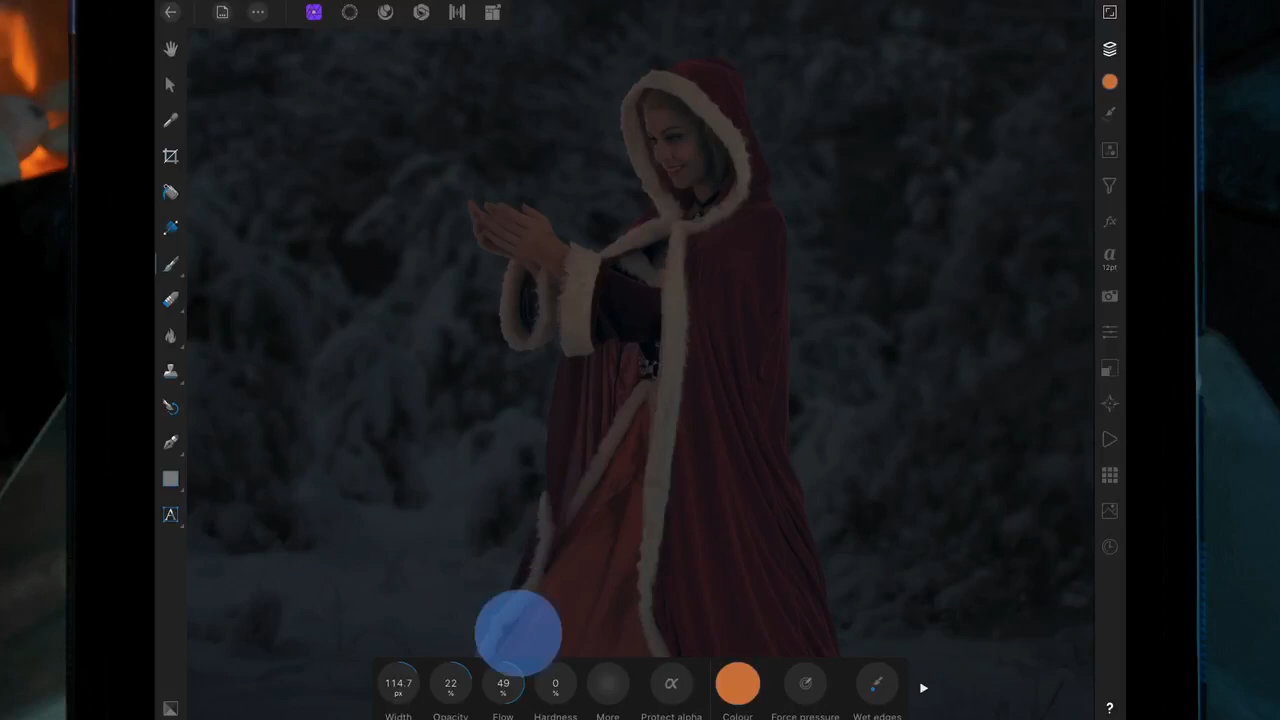 12pt
A
114.7
px
22
%
49
%
0
%
α
Width
Opacity
Flow
Hardness
More
Protect alpha
Colour
Force pressure
Wet edges
?